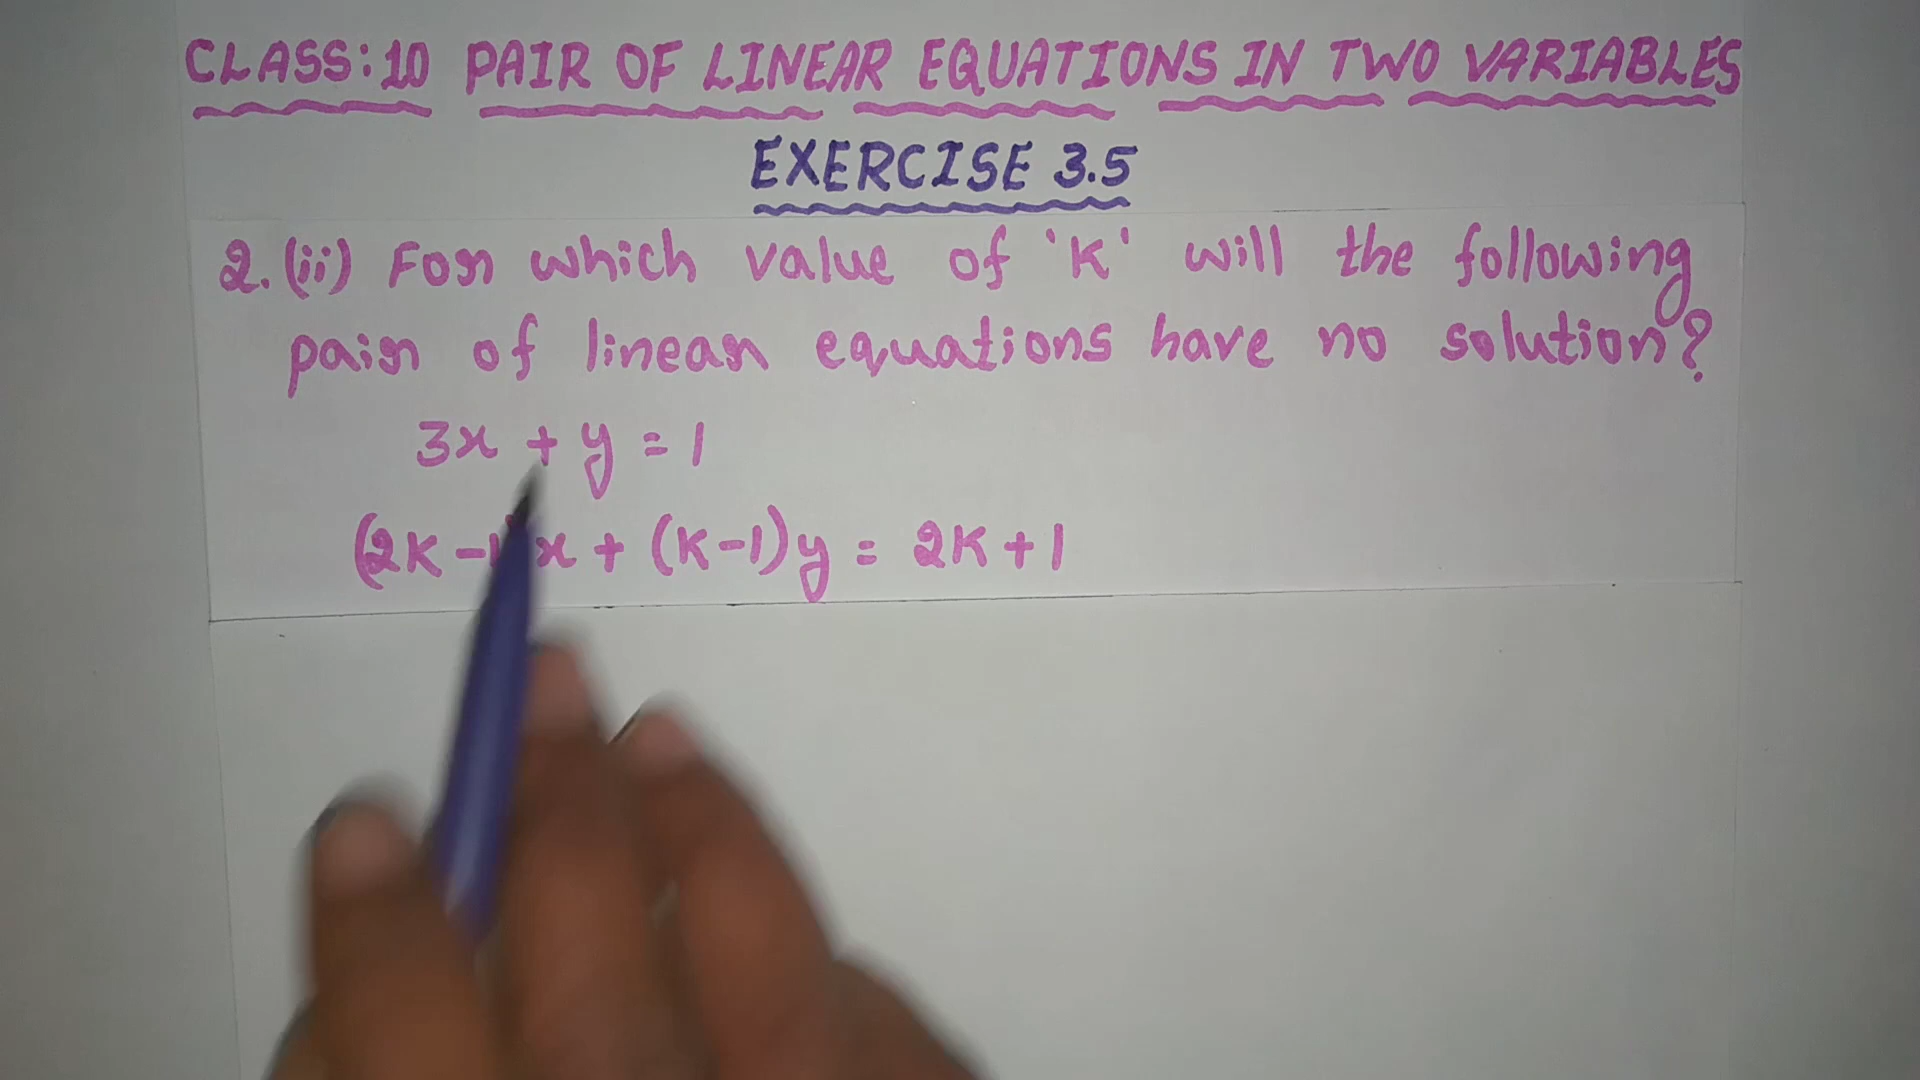 CLASS:10 PAIR OF LINEAR EQUATIONS IN TWO VARIABLES
EXERCISE 3.5
2.(ii) For which value of 'K' will the following
pair of linear equations have no solution?
3x + y = 1
(2K-1)x + (K-1)y = 2K+1